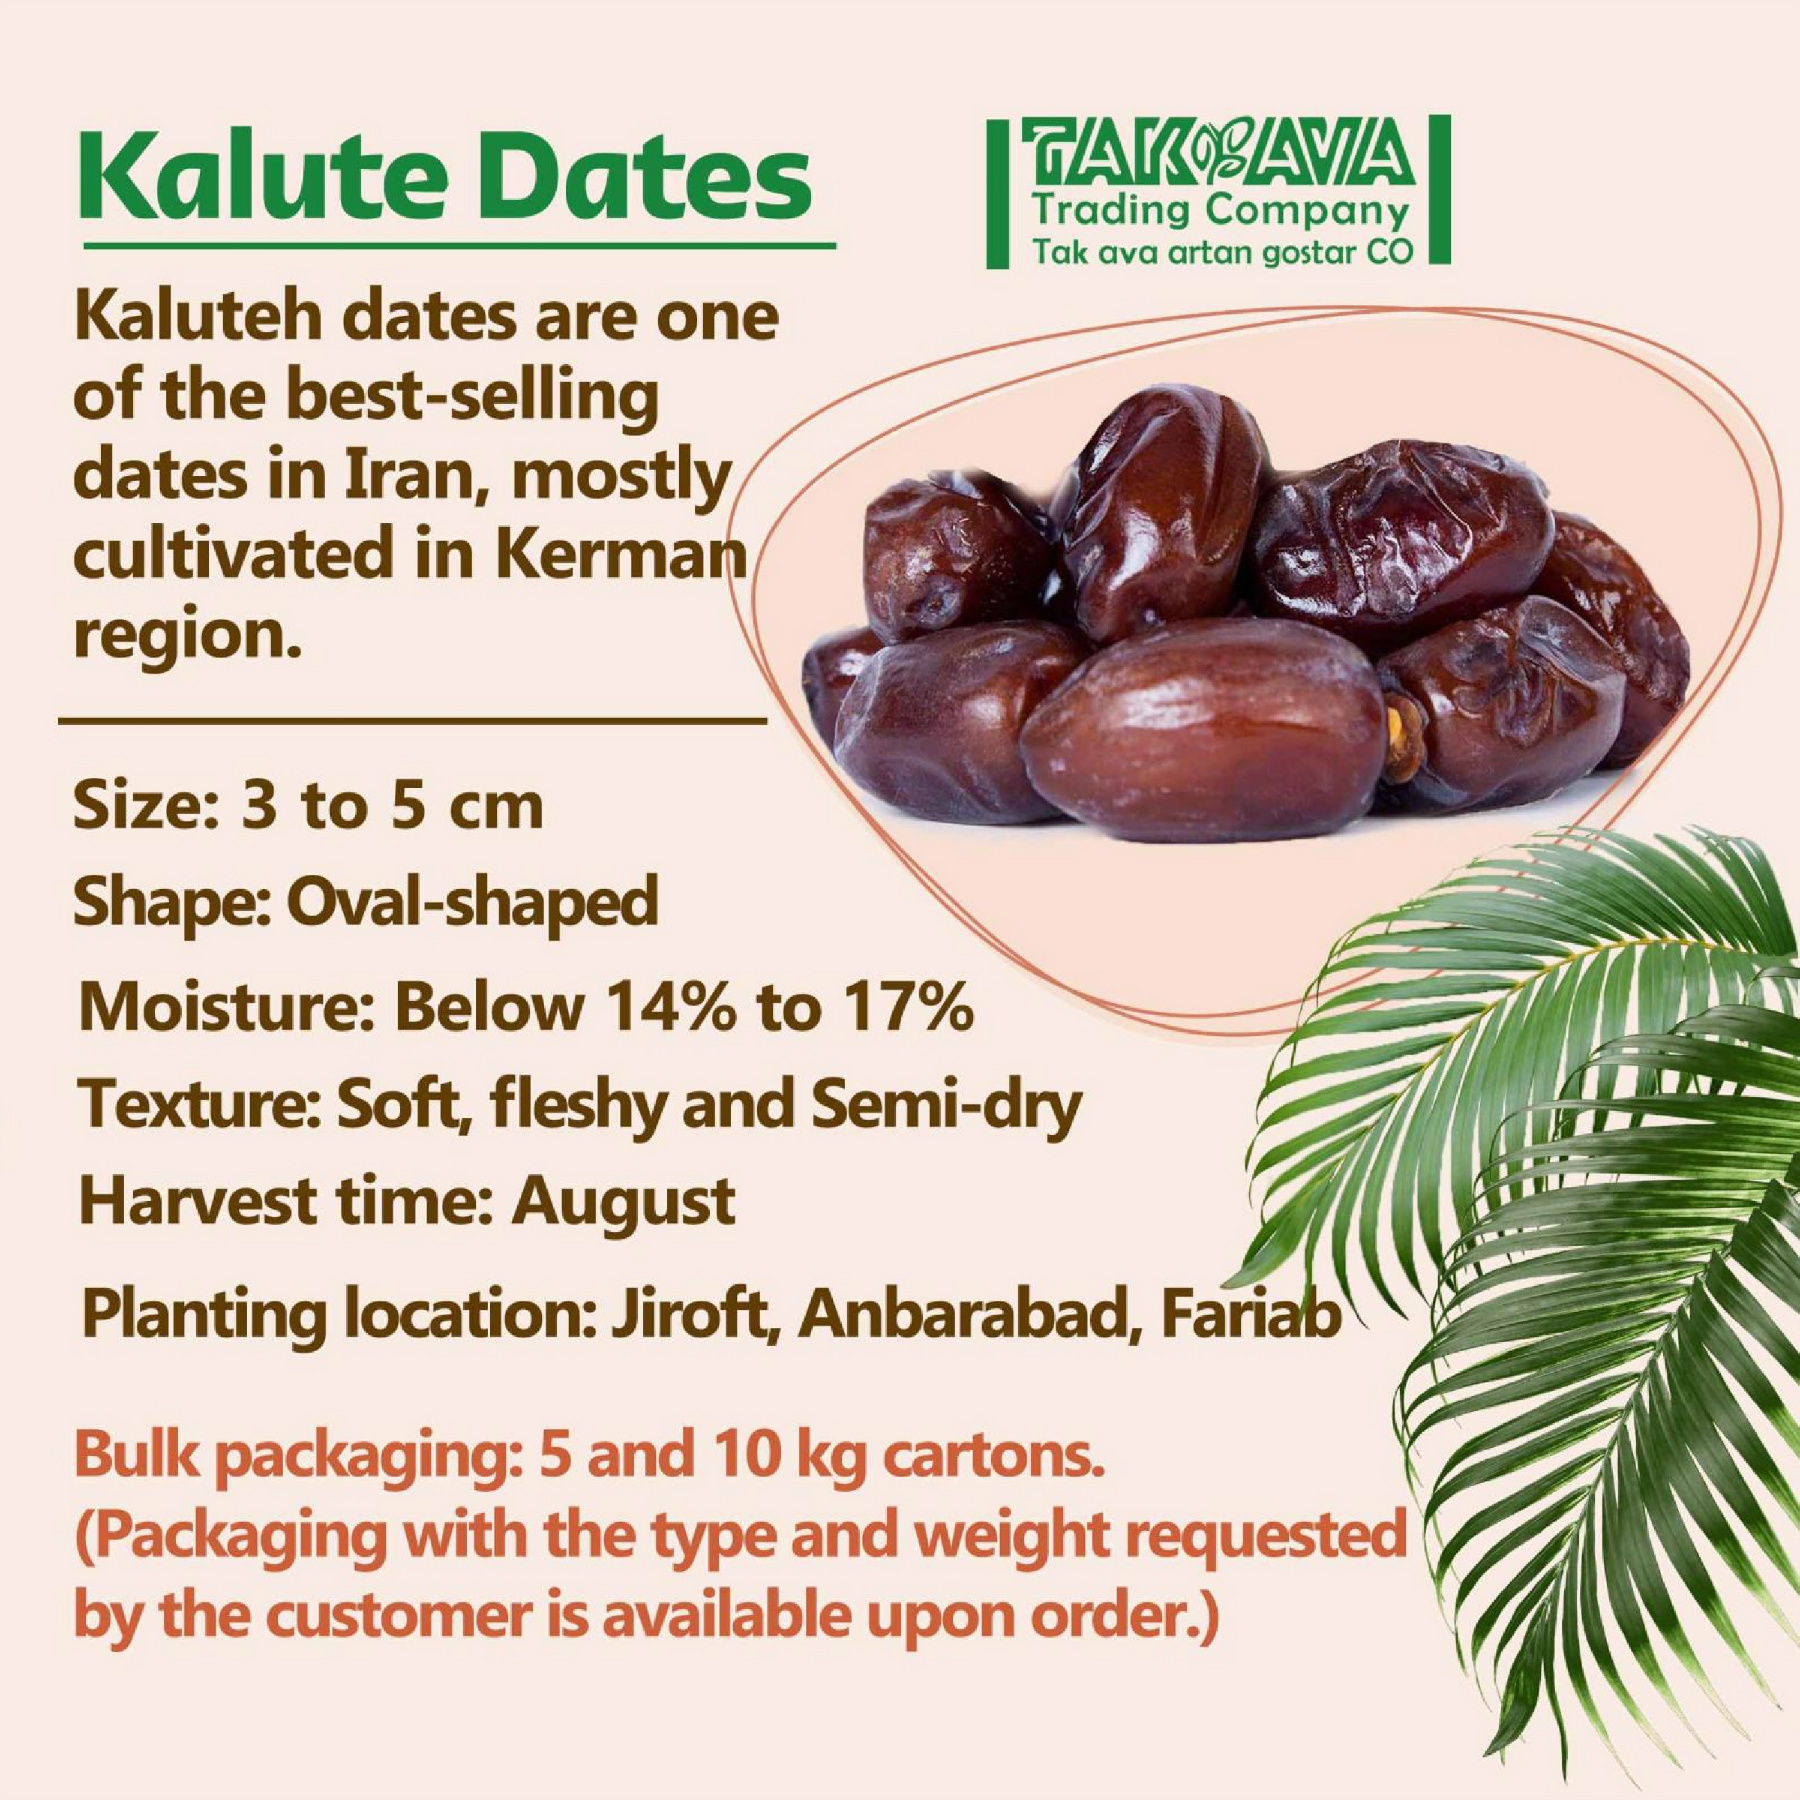 Kalute Dates
TAK AVA
Trading Company
Tak ava artan gostar CO
Kaluteh dates are one
of the best-selling
dates in Iran, mostly
cultivated in Kerman
region.
Size: 3 to 5 cm
Shape: Oval-shaped
Moisture: Below 14% to 17%
Texture: Soft, fleshy and Semi-dry
Harvest time: August
Planting location: Jiroft, Anbarabad, Fariab
Bulk packaging: 5 and 10 kg cartons.
(Packaging with the type and weight requested
by the customer is available upon order.)